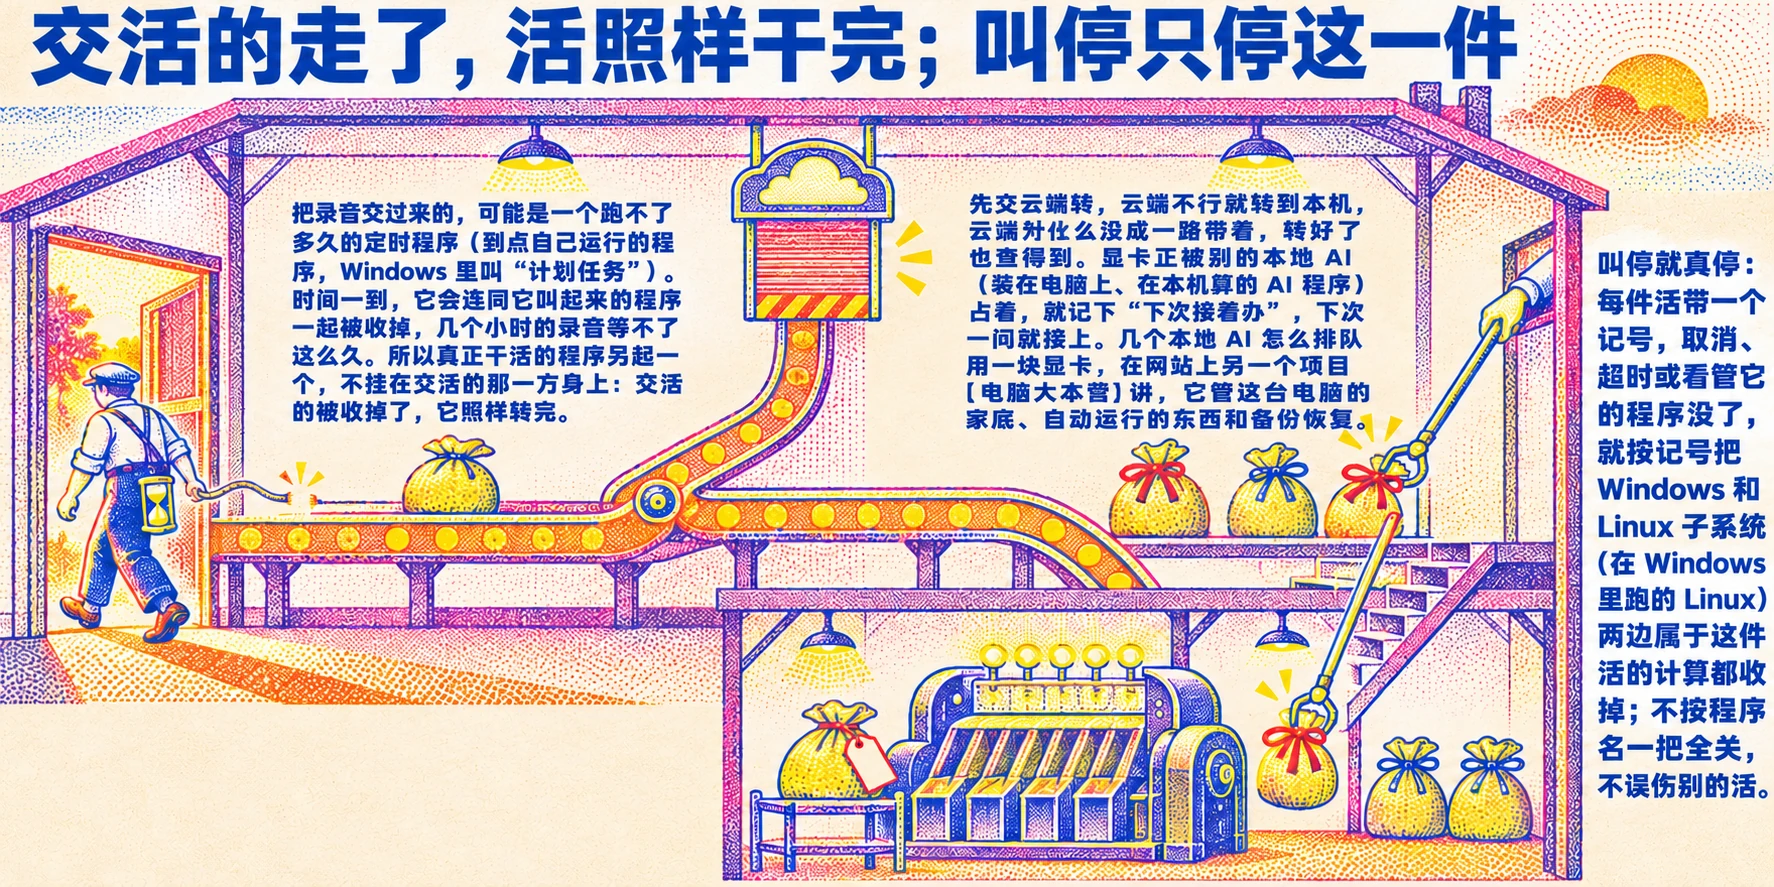 交活的走了，活照样干完；叫停只停这一件
把录音交过来的，可能是一个跑不了
多久的定时程序（到点自己运行的程
序，Windows 里叫“计划任务”）。
时间一到，它会连同它叫起来的程序
一起被收掉，几个小时的录音等不了
这么久。所以真正干活的程序另起一
个，不挂在交活的那一方身上：交活
的被收掉了，它照样转完。
先交云端转，云端不行就转到本机，
云端为什么没成一路带着，转好了
也查得到。显卡正被别的本地 AI
（装在电脑上、在本机算的 AI 程序）
占着，就记下“下次接着办”，下次
一问就接上。几个本地 AI 怎么排队
用一块显卡，在网站上另一个项目
【电脑大本营】讲，它管这台电脑的
家底、自动运行的东西和备份恢复。
叫停就真停：
每件活带一个
记号，取消、
超时或看管它
的程序没了，
就按记号把
Windows 和
Linux 子系统
（在 Windows
里跑的 Linux）
两边属于这件
活的计算都收
掉；不按程序
名一把全关，
不误伤别的活。